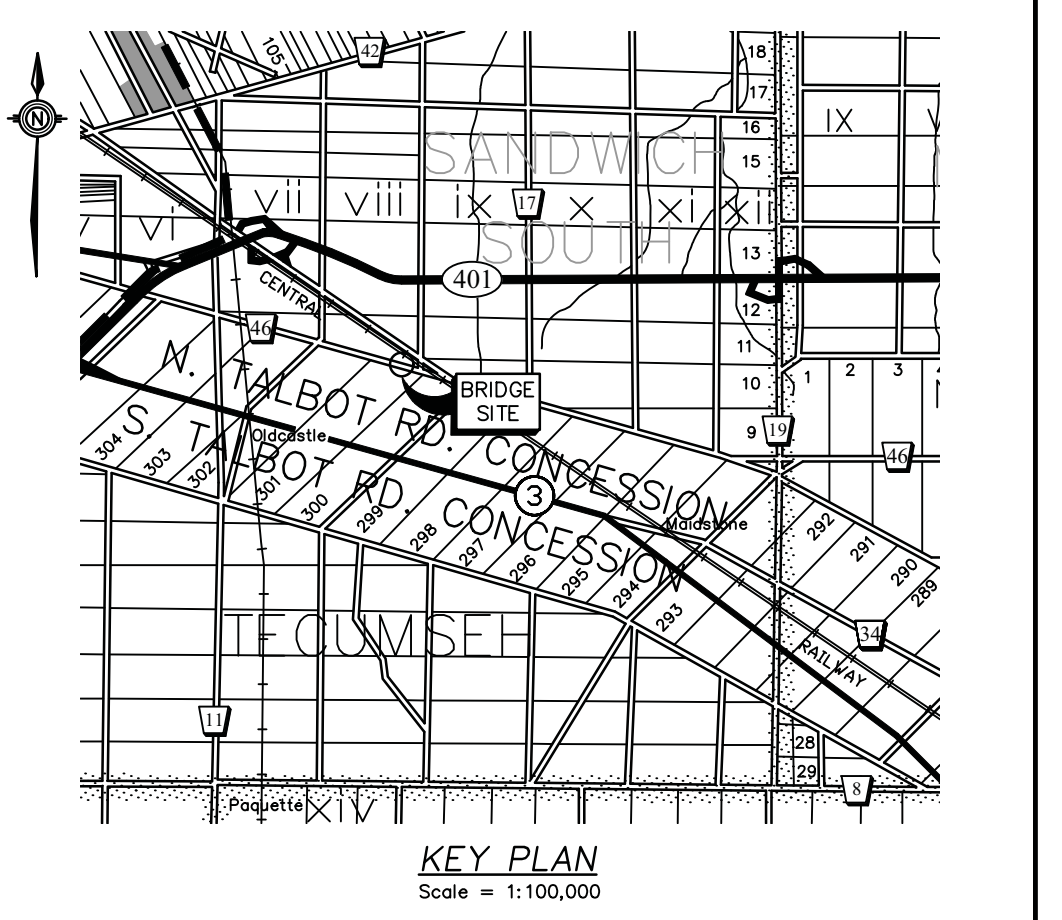 42
105
18
17
16
15
IX
N
SANDWICH
vi vii viii ix x xi xii
17
SOUTH
13
401
CENTRAL
12
46
11
10
1 2 3
N. TALBOT RD. CONCESSION
BRIDGE
SITE
9
19
46
Oldcastle
S. TALBOT RD. CONCESSION
3
Maidstone
304
303
302
301
300
299
298
297
296
295
294
293
292
291
290
289
TECUMSEH
34
RAILWAY
11
28
29
8
Paquette
XIV
KEY PLAN
Scale = 1:100,000